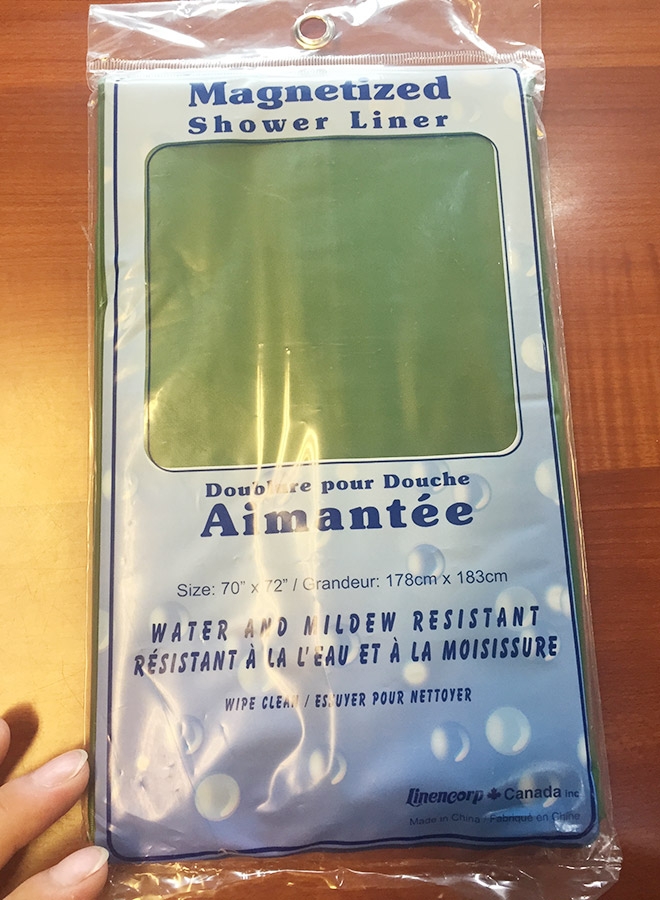 Magnetized
Shower Liner
Doublure pour Douche
Aimantée
Size: 70" x 72" / Grandeur: 178cm x 183cm
WATER AND MILDEW RESISTANT
RÉSISTANT À LA L'EAU ET À LA MOISISSURE
WIPE CLEAN / ESSUYER POUR NETTOYER
Linencorp Canada inc
Made in China / Fabriqué en Chine